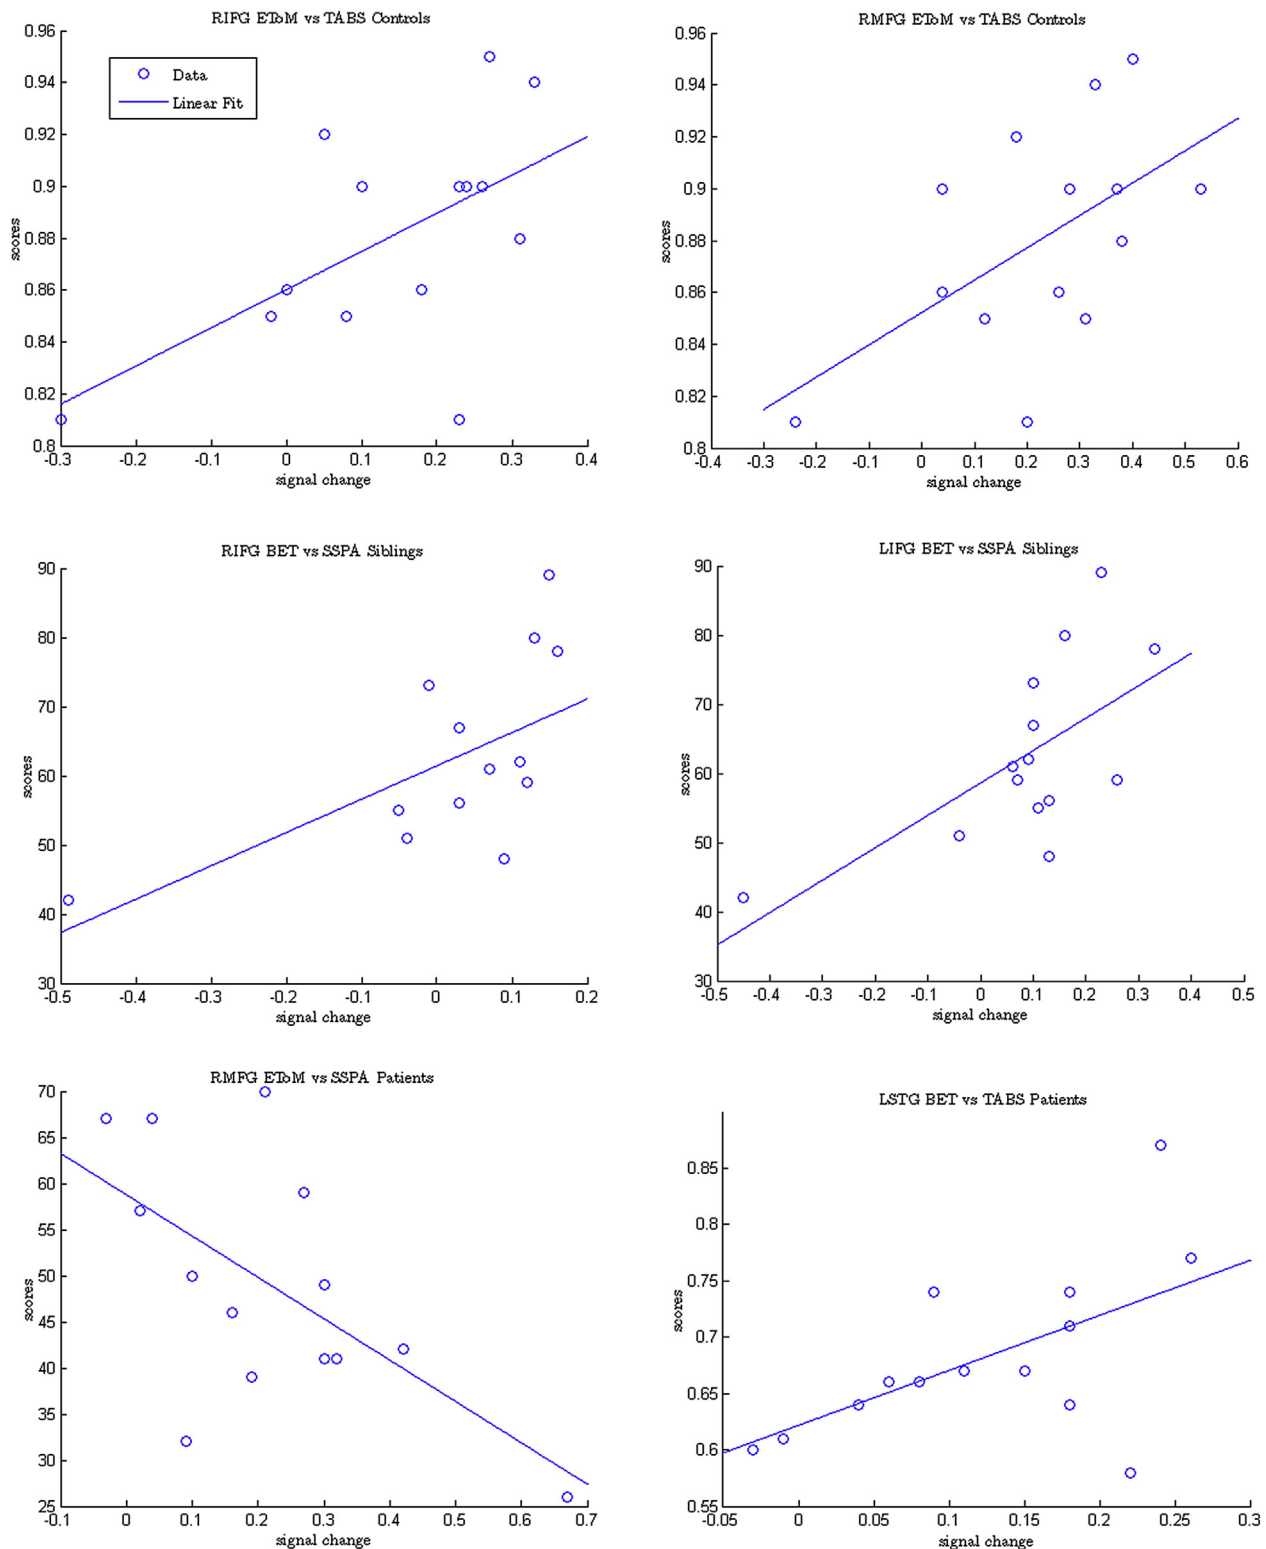 RIFG EToM vs TABS Controls
0.96
0.94
0.92
0.9
0.88
0.86
0.84
0.82
0.8
scores
Data
Linear Fit
-0.3 -0.2 -0.1 0 0.1 0.2 0.3 0.4
signal change
RMFG EToM vs TABS Controls
0.96
0.94
0.92
0.9
0.88
0.86
0.84
0.82
0.8
scores
-0.4 -0.3 -0.2 -0.1 0 0.1 0.2 0.3 0.4 0.5 0.6
signal change
RIFG BET vs SSPA Siblings
90
80
70
60
50
40
30
scores
-0.5 -0.3 -0.3 -0.1 0 0.1 0.2
signal change
LIFG BET vs SSPA Siblings
90
80
70
60
50
40
30
scores
-0.5 -0.4 -0.3 -0.2 -0.1 0 0.1 0.2 0.3 0.4 0.5
signal change
RMFG EToM vs SSPA Patients
70
65
60
55
50
45
40
35
30
25
scores
-0.1 0 0.1 0.2 0.3 0.4 0.5 0.6 0.7
signal change
LSTG BET vs TABS Patients
0.85
0.8
0.75
0.7
0.65
0.6
0.55
scores
-0.05 0 0.05 0.1 0.15 0.2 0.25 0.3
signal change